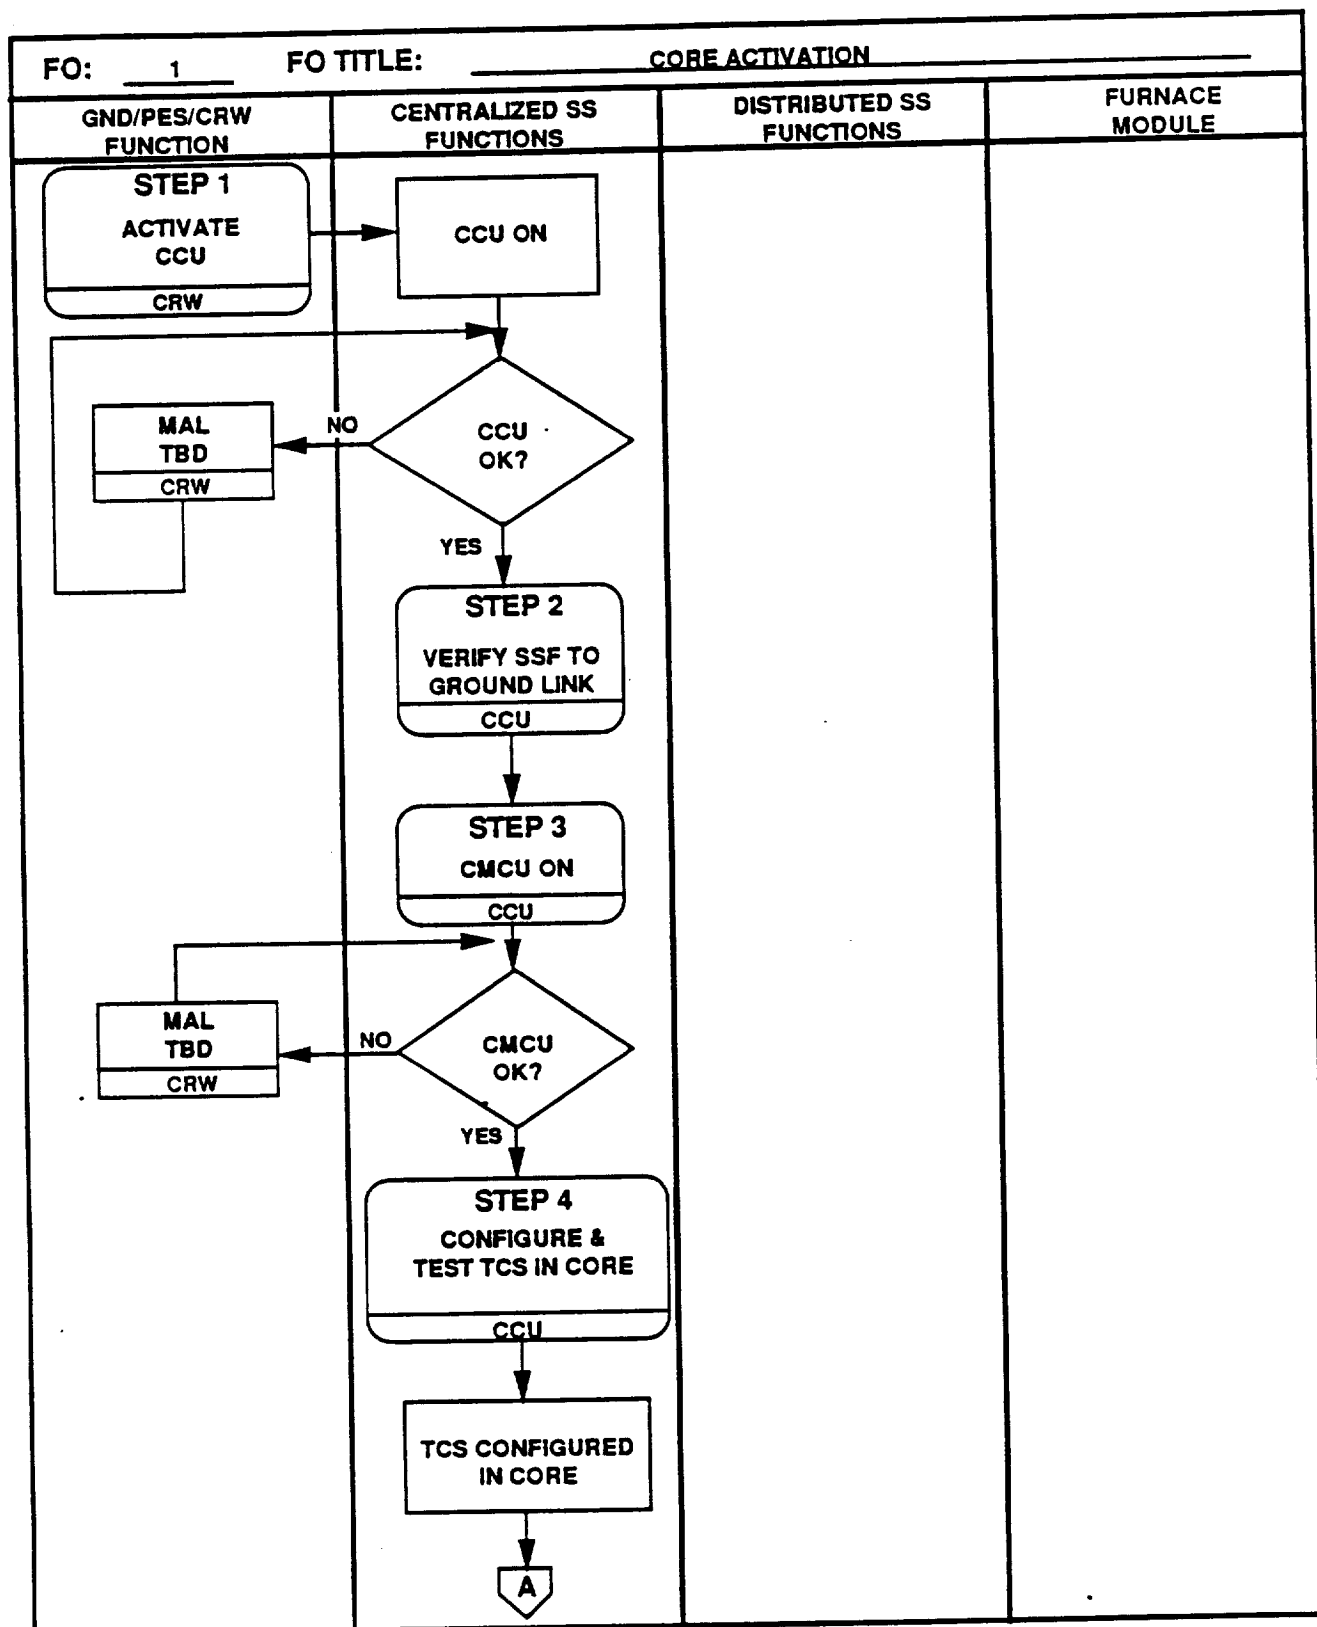 FO: 1 FO TITLE: CORE ACTIVATION
GND/PES/CRW
FUNCTION
CENTRALIZED SS
FUNCTIONS
DISTRIBUTED SS
FUNCTIONS
FURNACE
MODULE
STEP 1
ACTIVATE
CCU
CRW
CCU ON
CCU
OK?
NO
MAL
TBD
CRW
YES
STEP 2
VERIFY SSF TO
GROUND LINK
CCU
STEP 3
CMCU ON
CCU
CMCU
OK?
NO
MAL
TBD
CRW
YES
STEP 4
CONFIGURE &
TEST TCS IN CORE
CCU
TCS CONFIGURED
IN CORE
A